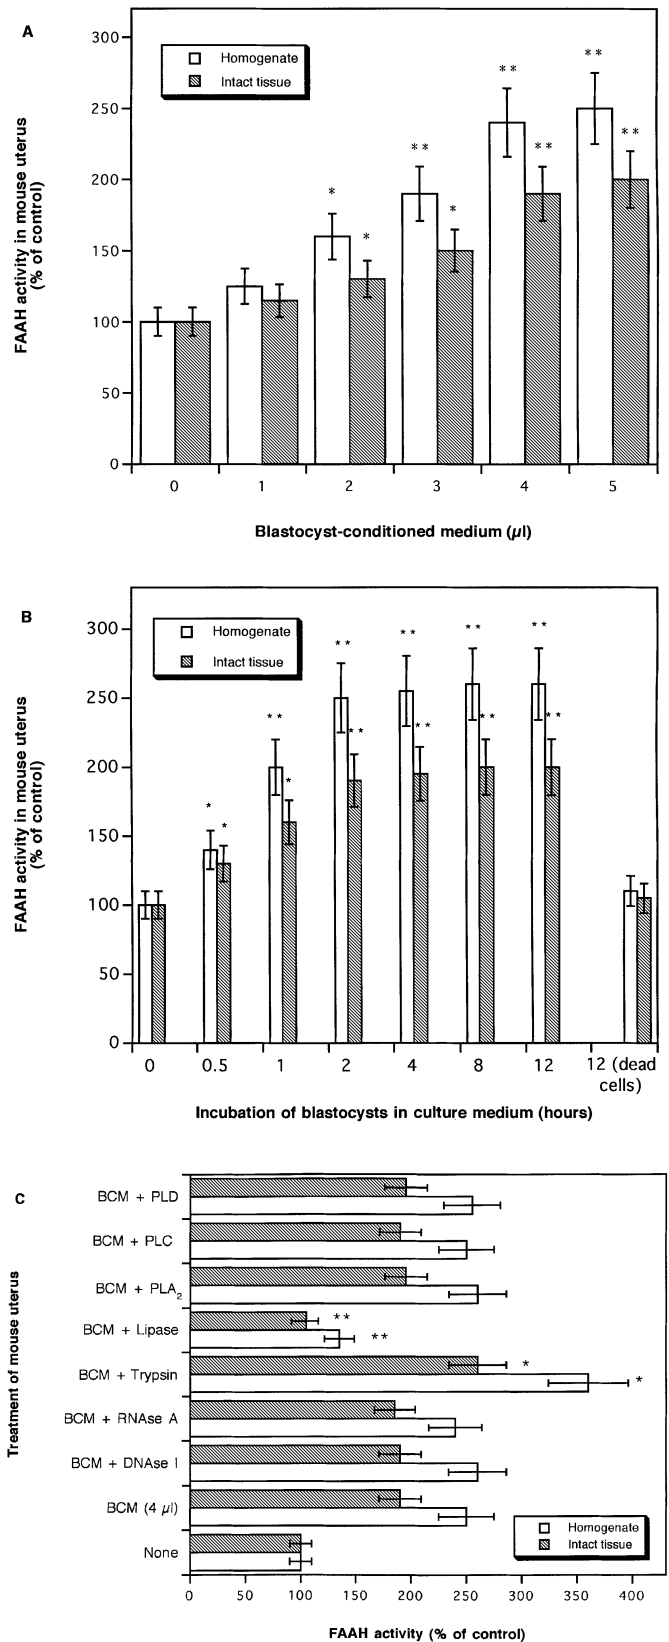 A
300
250
200
150
100
50
0
Homogenate
Intact tissue
* ** ** **
* * ** **
FAAH activity in mouse uterus
(% of control)
0 1 2 3 4 5
Blastocyst-conditioned medium (µl)
B
300
250
200
150
100
50
0
Homogenate
Intact tissue
* ** ** ** ** **
* * ** ** ** **
FAAH activity in mouse uterus
(% of control)
0 0.5 1 2 4 8 12 12 (dead
cells)
Incubation of blastocysts in culture medium (hours)
C
Treatment of mouse uterus
BCM + PLD
BCM + PLC
BCM + PLA2
BCM + Lipase **
**
BCM + Trypsin *
*
BCM + RNAse A
BCM + DNAse I
BCM (4 µl)
None
Homogenate
Intact tissue
0 50 100 150 200 250 300 350 400
FAAH activity (% of control)